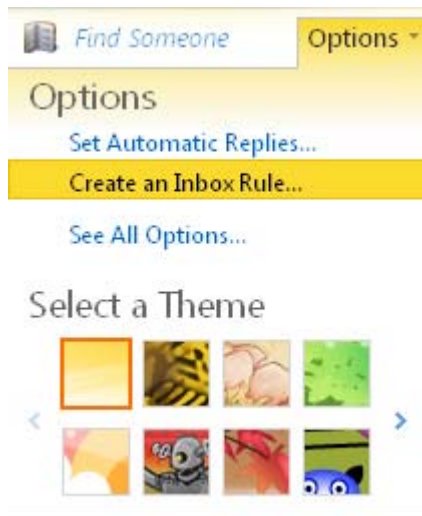 Find Someone Options
Options
Set Automatic Replies...
Create an Inbox Rule...
See All Options...
Select a Theme